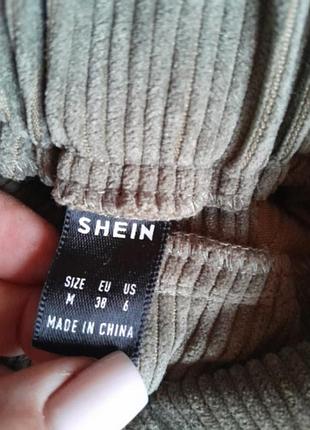 SHEIN
SIZE EU US
M 38 6
MADE IN CHINA